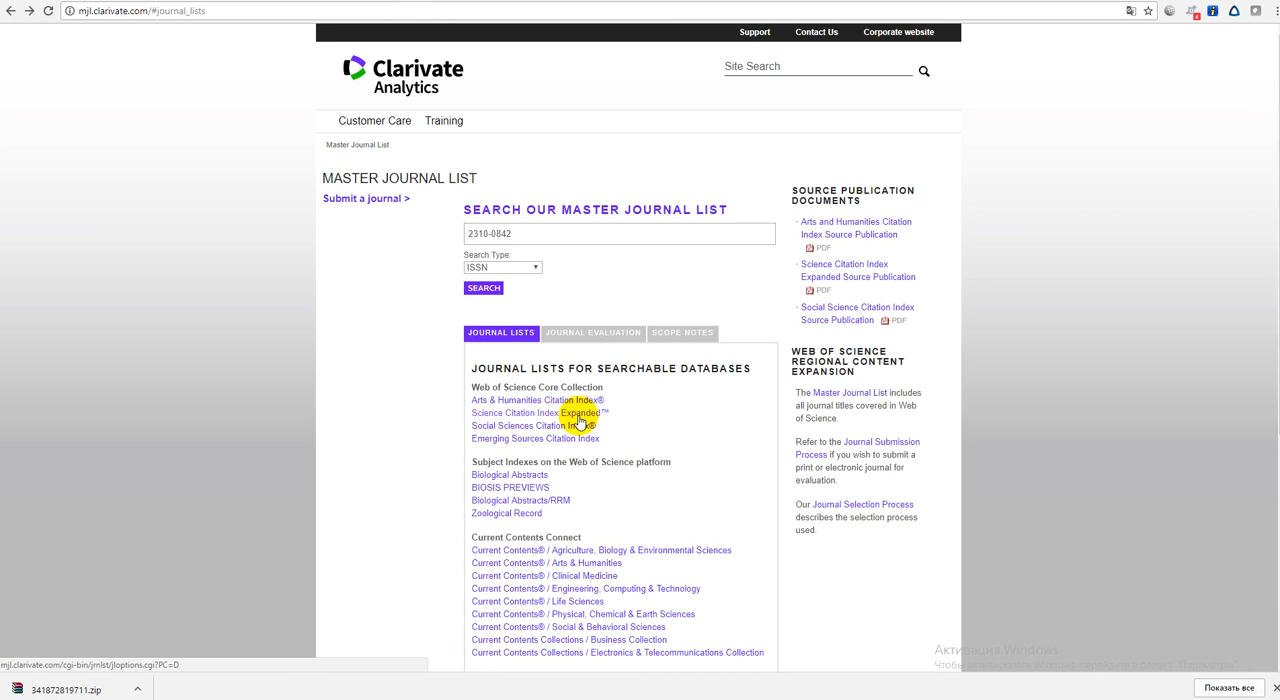 mjl.clarivate.com/#journal_lists
Support Contact Us Corporate website
Clarivate
Analytics
Site Search
Customer Care Training
Master Journal List
MASTER JOURNAL LIST
Submit a journal >
SEARCH OUR MASTER JOURNAL LIST
2310-0842
Search Type:
ISSN
SEARCH
JOURNAL LISTS JOURNAL EVALUATION SCOPE NOTES
JOURNAL LISTS FOR SEARCHABLE DATABASES
Web of Science Core Collection
Arts & Humanities Citation Index®
Science Citation Index Expanded™
Social Sciences Citation Index®
Emerging Sources Citation Index
Subject Indexes on the Web of Science platform
Biological Abstracts
BIOSIS PREVIEWS
Biological Abstracts/RRM
Zoological Record
Current Contents Connect
Current Contents® / Agriculture, Biology & Environmental Sciences
Current Contents® / Arts & Humanities
Current Contents® / Clinical Medicine
Current Contents® / Engineering, Computing & Technology
Current Contents® / Life Sciences
Current Contents® / Physical, Chemical & Earth Sciences
Current Contents® / Social & Behavioral Sciences
Current Contents Collections / Business Collection
Current Contents Collections / Electronics & Telecommunications Collection
SOURCE PUBLICATION
DOCUMENTS
Arts and Humanities Citation
Index Source Publication
PDF
Science Citation Index
Expanded Source Publication
PDF
Social Science Citation Index
Source Publication PDF
WEB OF SCIENCE
REGIONAL CONTENT
EXPANSION
The Master Journal List includes
all journal titles covered in Web
of Science.
Refer to the Journal Submission
Process if you wish to submit a
print or electronic journal for
evaluation.
Our Journal Selection Process
describes the selection process
used.
Активация Windows
Чтобы активировать Windows, перейдите в раздел "Параметры".
mjl.clarivate.com/cgi-bin/jrnlst/jloptions.cgi?PC=D
341872819711.zip
Показать все